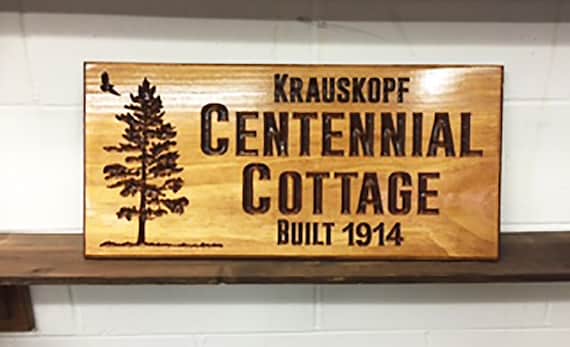 KRAUSKOPF
CENTENNIAL
COTTAGE
BUILT 1914